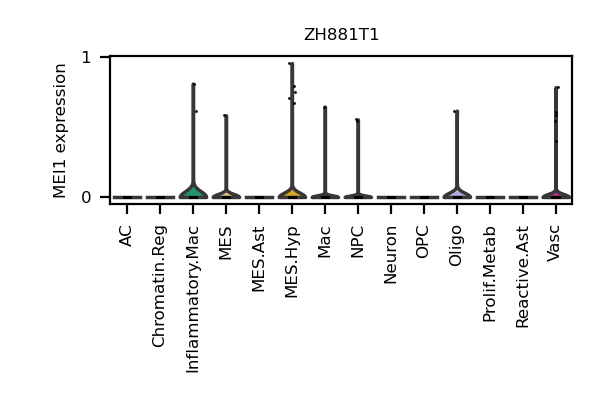 ZH881T1
MEI1 expression
1
0
AC
Chromatin.Reg
Inflammatory.Mac
MES
MES.Ast
MES.Hyp
Mac
NPC
Neuron
OPC
Oligo
Prolif.Metab
Reactive.Ast
Vasc